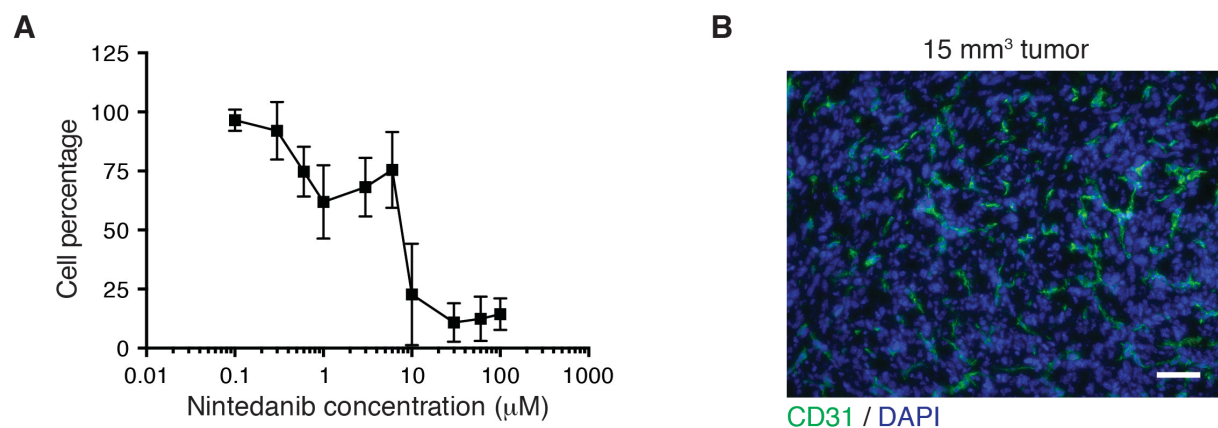 A
125
100
75
50
25
0
Cell percentage
0.01 0.1 1 10 100 1000
Nintedanib concentration (μM)
B
15 mm³ tumor
CD31 / DAPI